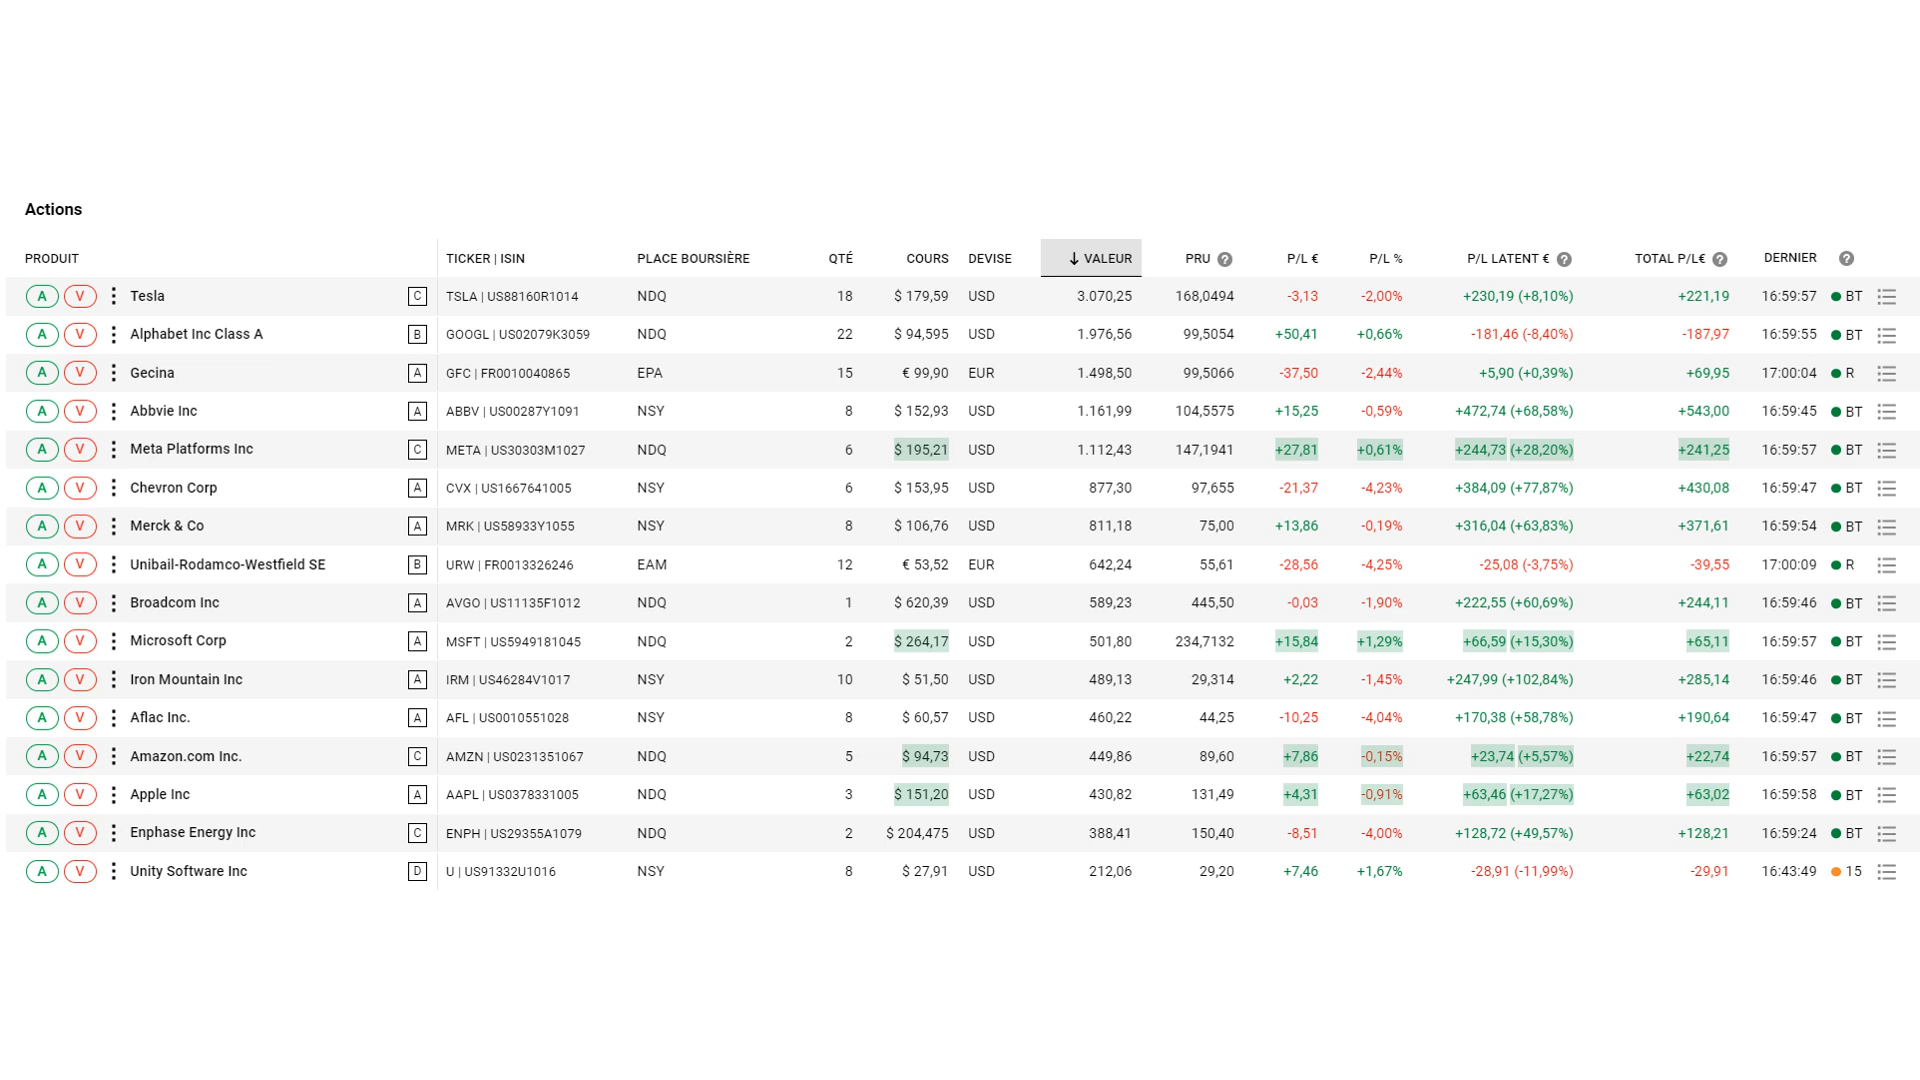 Actions
PRODUIT TICKER | ISIN PLACE BOURSIÈRE QTÉ COURS DEVISE ↓ VALEUR PRU ? P/L € P/L % P/L LATENT € ? TOTAL P/L€ ? DERNIER ?
A V Tesla C TSLA | US88160R1014 NDQ 18 $ 179,59 USD 3.070,25 168,0494 -3,13 -2,00% +230,19 (+8,10%) +221,19 16:59:57 BT
A V Alphabet Inc Class A B GOOGL | US02079K3059 NDQ 22 $ 94,595 USD 1.976,56 99,5054 +50,41 +0,66% -181,46 (-8,40%) -187,97 16:59:55 BT
A V Gecina A GFC | FR0010040865 EPA 15 € 99,90 EUR 1.498,50 99,5066 -37,50 -2,44% +5,90 (+0,39%) +69,95 17:00:04 R
A V Abbvie Inc A ABBV | US00287Y1091 NSY 8 $ 152,93 USD 1.161,99 104,5575 +15,25 -0,59% +472,74 (+68,58%) +543,00 16:59:45 BT
A V Meta Platforms Inc C META | US30303M1027 NDQ 6 $ 195,21 USD 1.112,43 147,1941 +27,81 +0,61% +244,73 (+28,20%) +241,25 16:59:57 BT
A V Chevron Corp A CVX | US1667641005 NSY 6 $ 153,95 USD 877,30 97,655 -21,37 -4,23% +384,09 (+77,87%) +430,08 16:59:47 BT
A V Merck & Co A MRK | US58933Y1055 NSY 8 $ 106,76 USD 811,18 75,00 +13,86 -0,19% +316,04 (+63,83%) +371,61 16:59:54 BT
A V Unibail-Rodamco-Westfield SE B URW | FR0013326246 EAM 12 € 53,52 EUR 642,24 55,61 -28,56 -4,25% -25,08 (-3,75%) -39,55 17:00:09 R
A V Broadcom Inc A AVGO | US11135F1012 NDQ 1 $ 620,39 USD 589,23 445,50 -0,03 -1,90% +222,55 (+60,69%) +244,11 16:59:46 BT
A V Microsoft Corp A MSFT | US5949181045 NDQ 2 $ 264,17 USD 501,80 234,7132 +15,84 +1,29% +66,59 (+15,30%) +65,11 16:59:57 BT
A V Iron Mountain Inc A IRM | US46284V1017 NSY 10 $ 51,50 USD 489,13 29,314 +2,22 -1,45% +247,99 (+102,84%) +285,14 16:59:46 BT
A V Aflac Inc. A AFL | US0010551028 NSY 8 $ 60,57 USD 460,22 44,25 -10,25 -4,04% +170,38 (+58,78%) +190,64 16:59:47 BT
A V Amazon.com Inc. C AMZN | US0231351067 NDQ 5 $ 94,73 USD 449,86 89,60 +7,86 -0,15% +23,74 (+5,57%) +22,74 16:59:57 BT
A V Apple Inc A AAPL | US0378331005 NDQ 3 $ 151,20 USD 430,82 131,49 +4,31 -0,91% +63,46 (+17,27%) +63,02 16:59:58 BT
A V Enphase Energy Inc C ENPH | US29355A1079 NDQ 2 $ 204,475 USD 388,41 150,40 -8,51 -4,00% +128,72 (+49,57%) +128,21 16:59:24 BT
A V Unity Software Inc D U | US91332U1016 NSY 8 $ 27,91 USD 212,06 29,20 +7,46 +1,67% -28,91 (-11,99%) -29,91 16:43:49 15